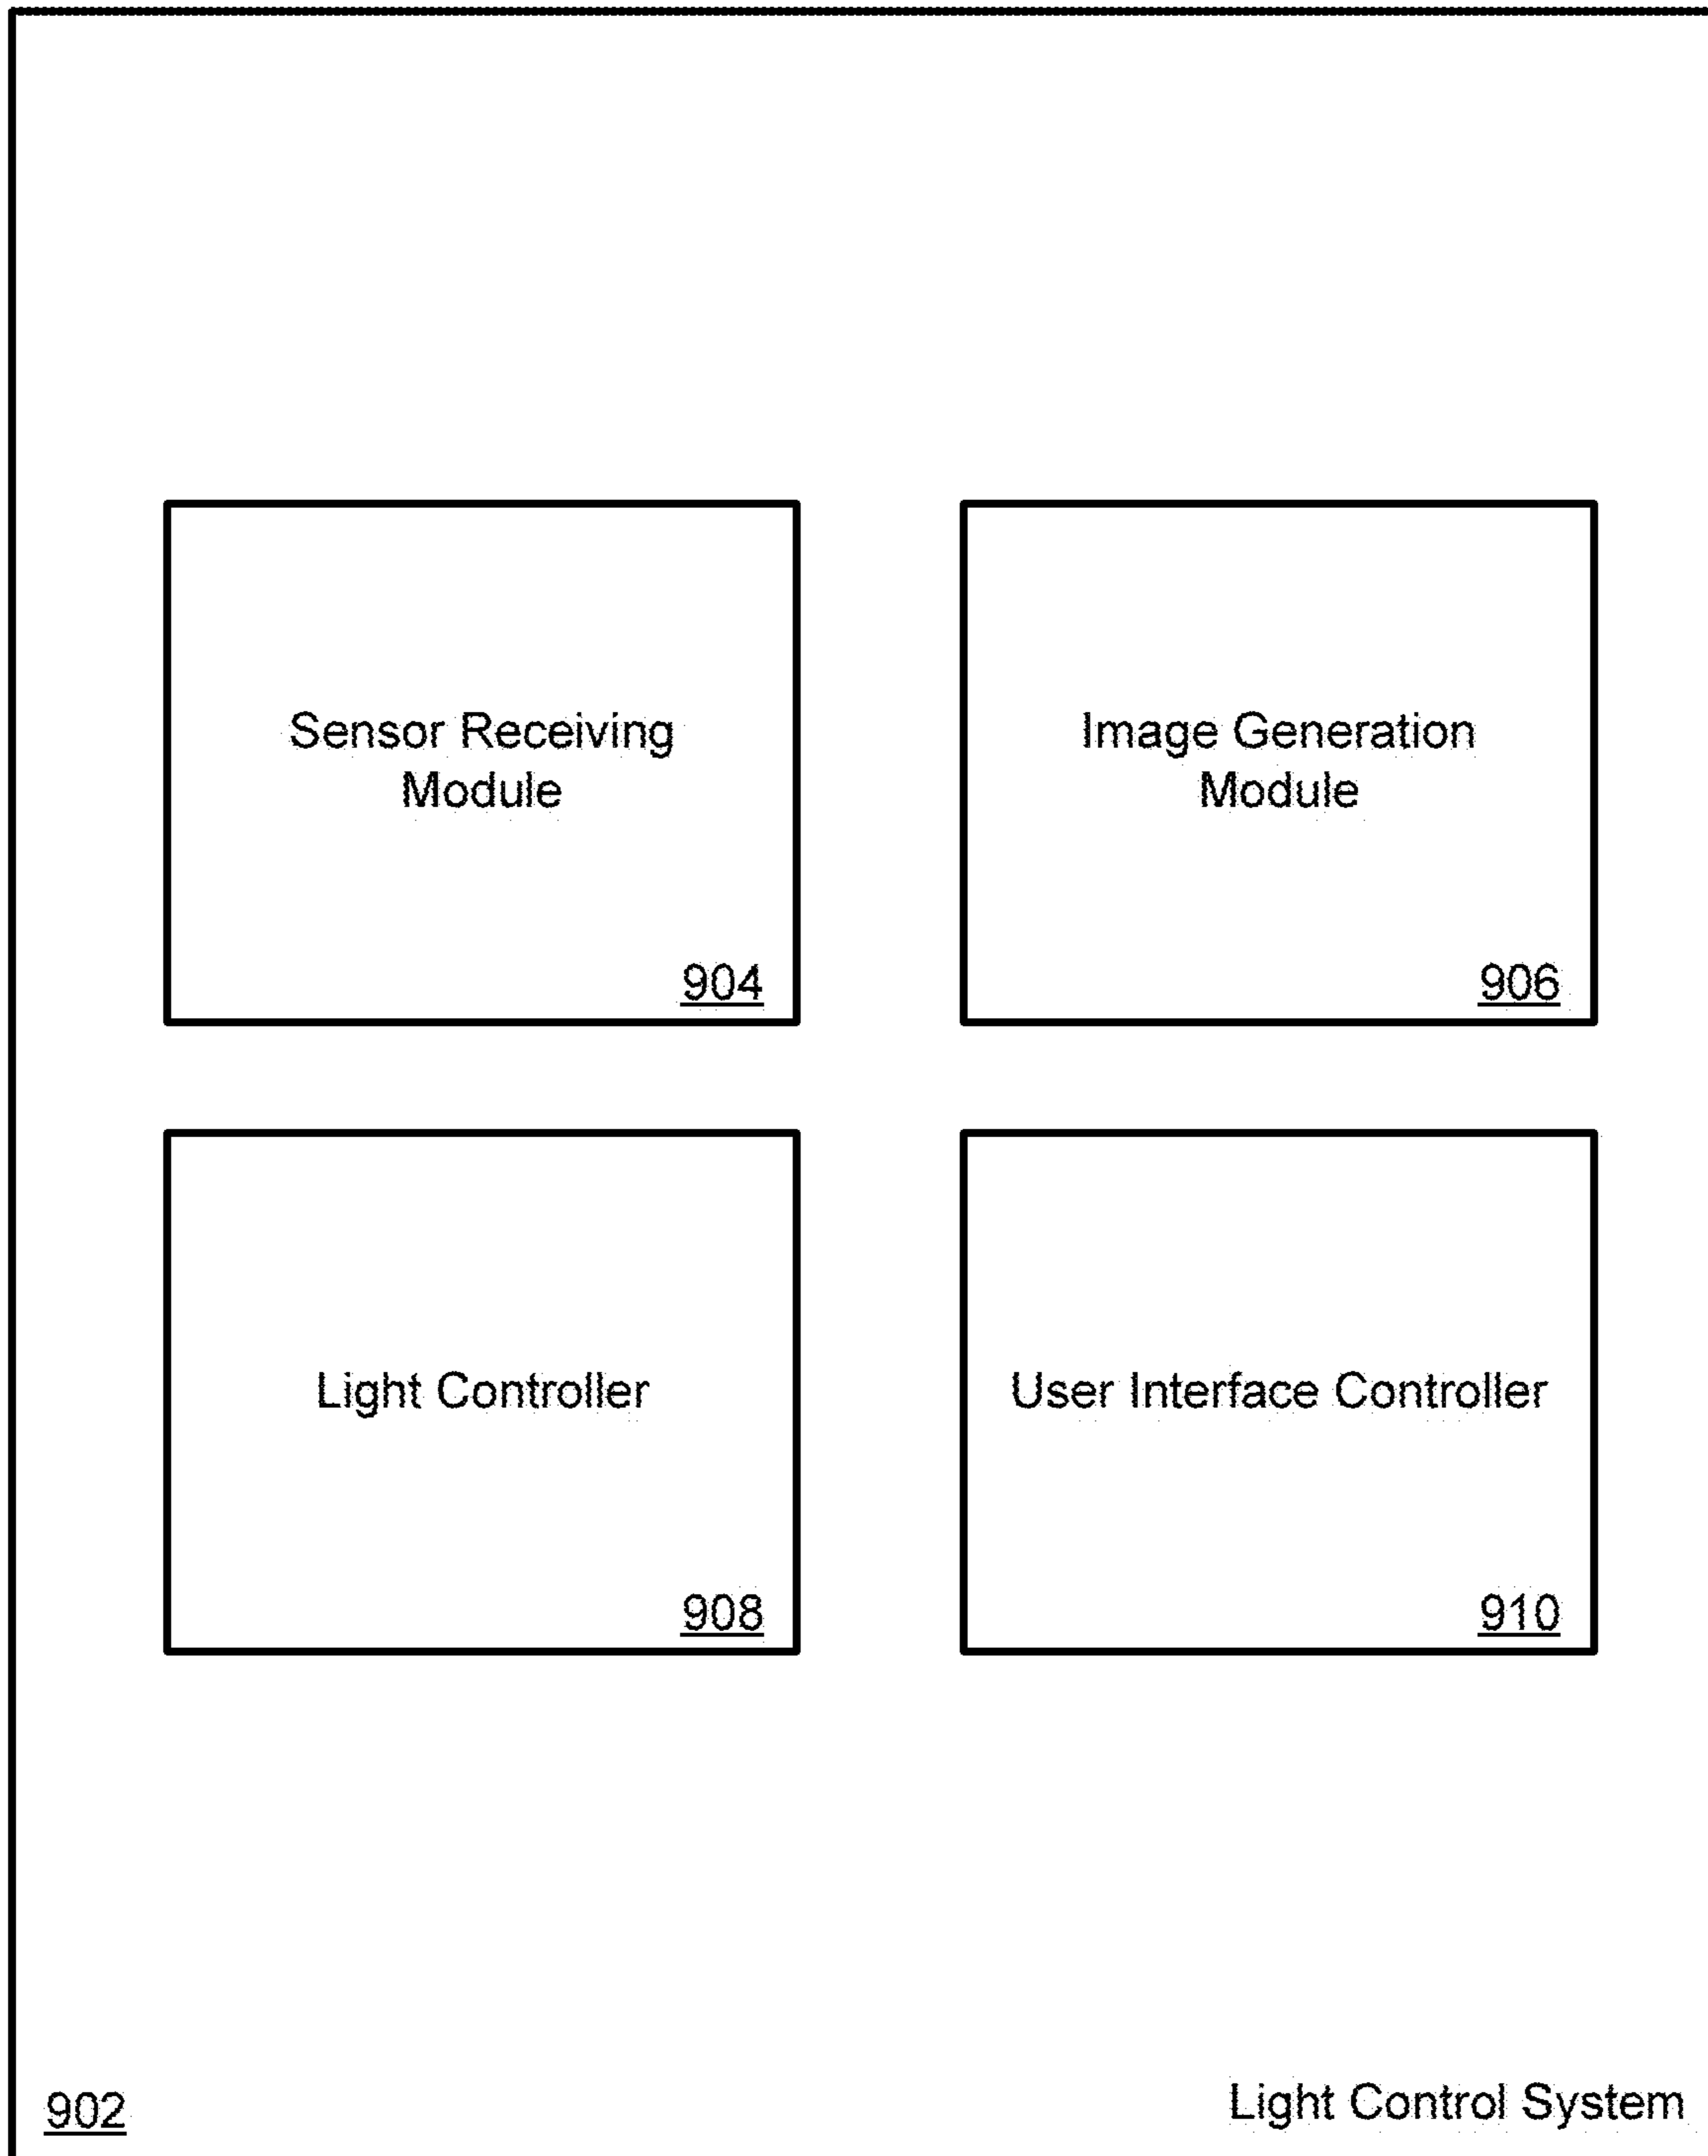 Sensor Receiving
Module
904
Image Generation
Module
906
Light Controller
908
User Interface Controller
910
902
Light Control System